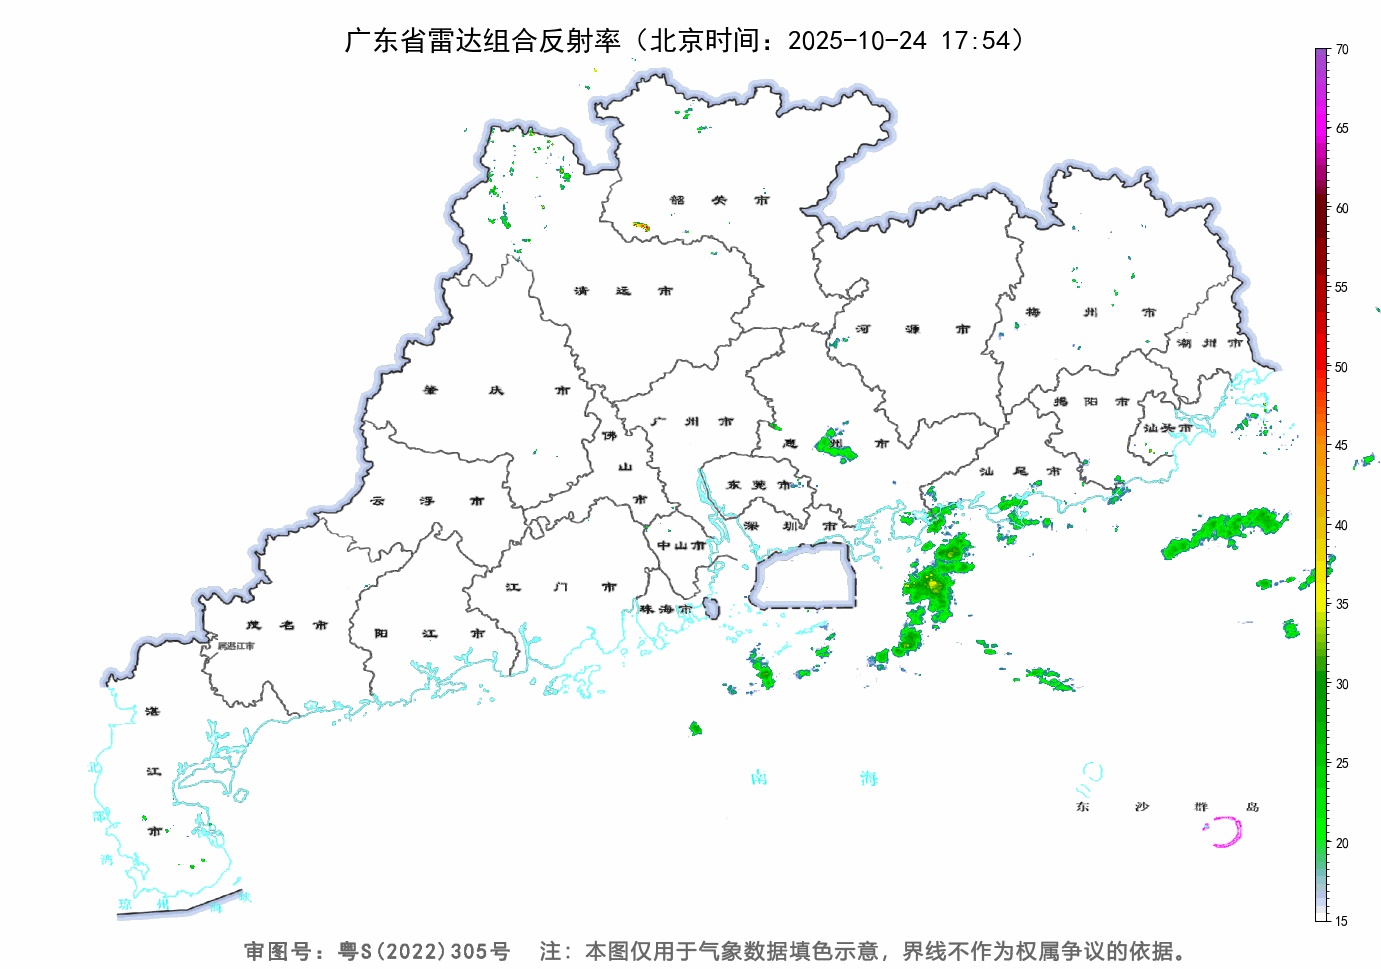 广东省雷达组合反射率（北京时间：2025-10-24 17:54）
70
65
60
55
50
45
40
35
30
25
20
15
韶关市
清远市
河源市
梅州市
潮州市
肇庆市
广州市
揭阳市
汕头市
佛山市
惠州市
汕尾市
东莞市
云浮市
深圳市
中山市
江门市
珠海市
茂名市
阳江市
属湛江市
湛江市
南海
北部湾
东沙群岛
琼州海峡
审图号：粤S(2022)305号 注：本图仅用于气象数据填色示意，界线不作为权属争议的依据。